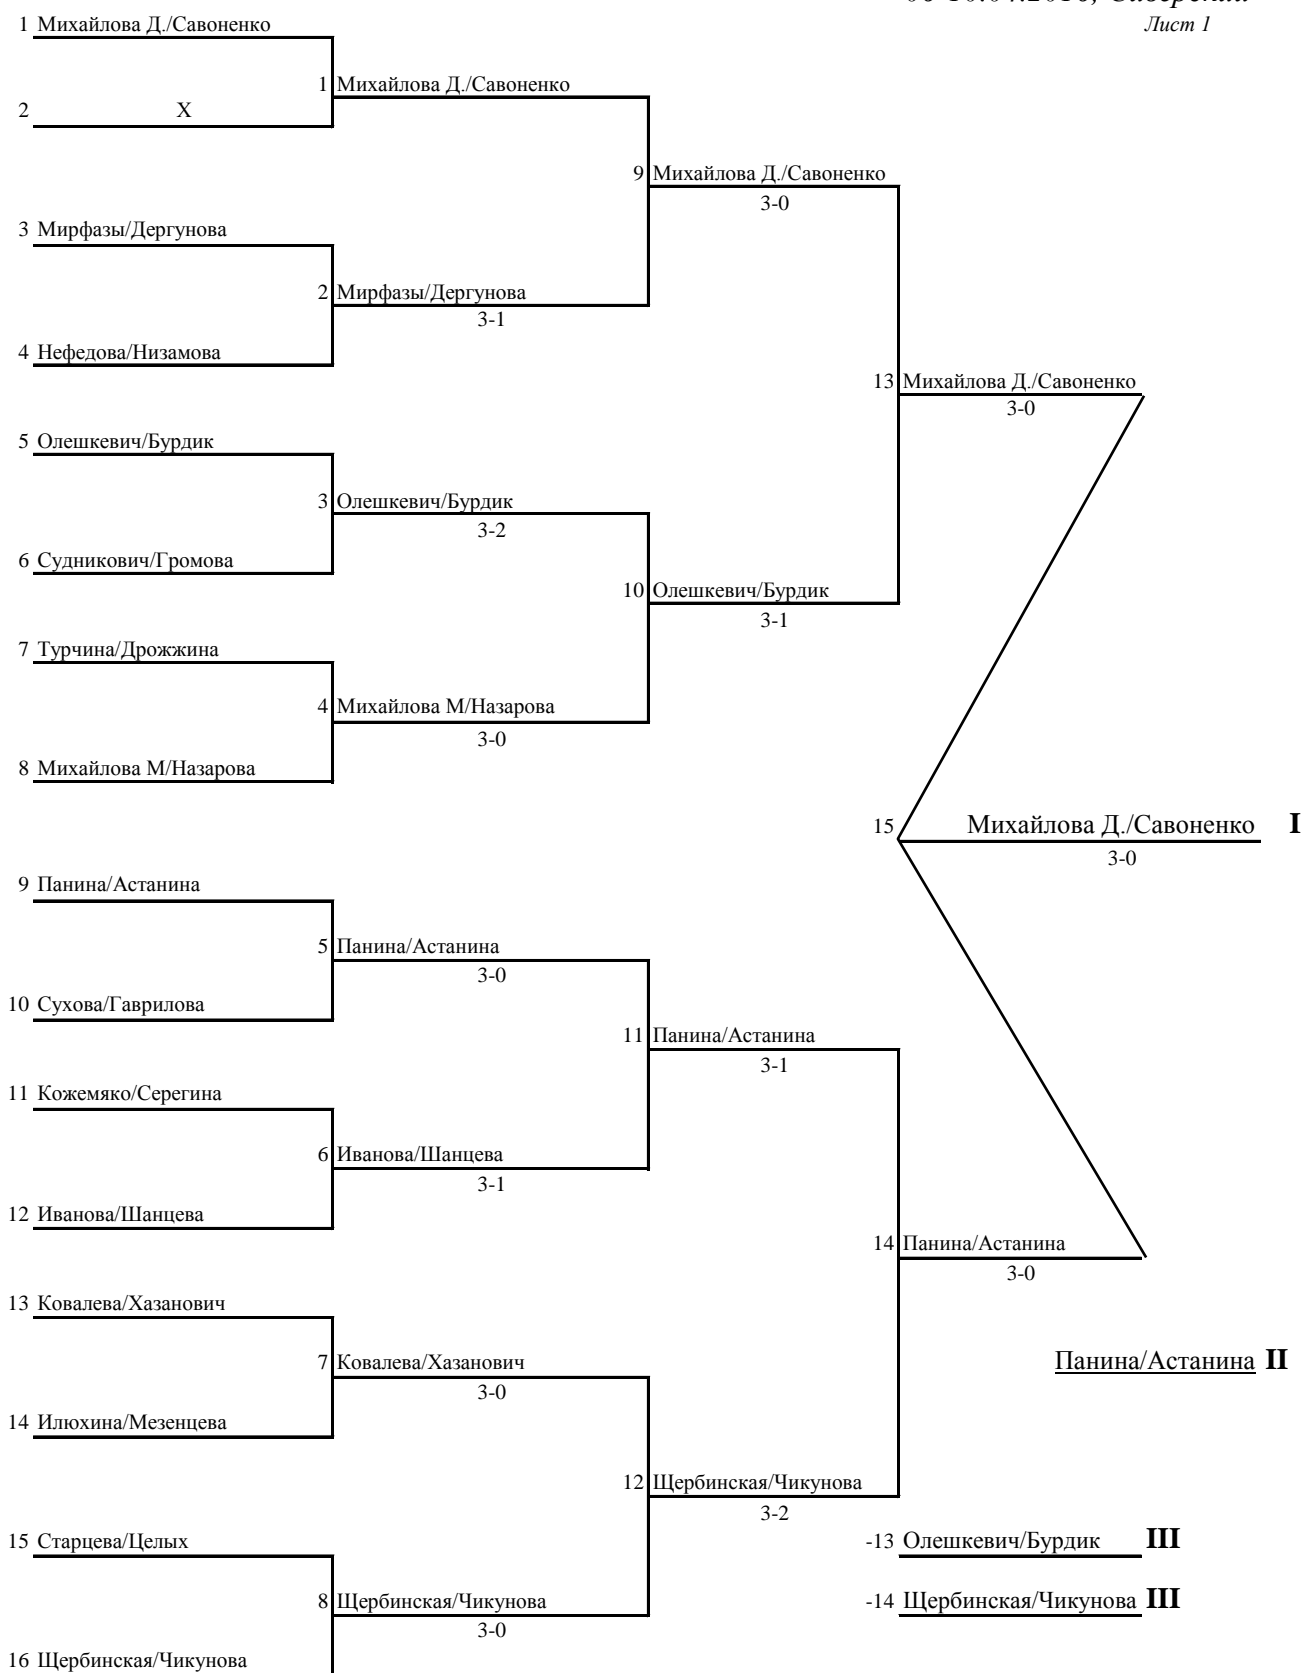 Лист 1
1 Михайлова Д./Савоненко
1 Михайлова Д./Савоненко
2 X
9 Михайлова Д./Савоненко
3-0
3 Мирфазы/Дергунова
2 Мирфазы/Дергунова
3-1
4 Нефедова/Низамова
13 Михайлова Д./Савоненко
3-0
5 Олешкевич/Бурдик
3 Олешкевич/Бурдик
3-2
6 Судникович/Громова
10 Олешкевич/Бурдик
3-1
7 Турчина/Дрожжина
4 Михайлова М/Назарова
3-0
8 Михайлова М/Назарова
15 Михайлова Д./Савоненко I
3-0
9 Панина/Астанина
5 Панина/Астанина
3-0
10 Сухова/Гаврилова
11 Панина/Астанина
3-1
11 Кожемяко/Серегина
6 Иванова/Шанцева
3-1
12 Иванова/Шанцева
14 Панина/Астанина
3-0
13 Ковалева/Хазанович
7 Ковалева/Хазанович
3-0
Панина/Астанина II
14 Илюхина/Мезенцева
12 Щербинская/Чикунова
3-2
15 Старцева/Целых
-13 Олешкевич/Бурдик III
8 Щербинская/Чикунова
3-0
-14 Щербинская/Чикунова III
16 Щербинская/Чикунова